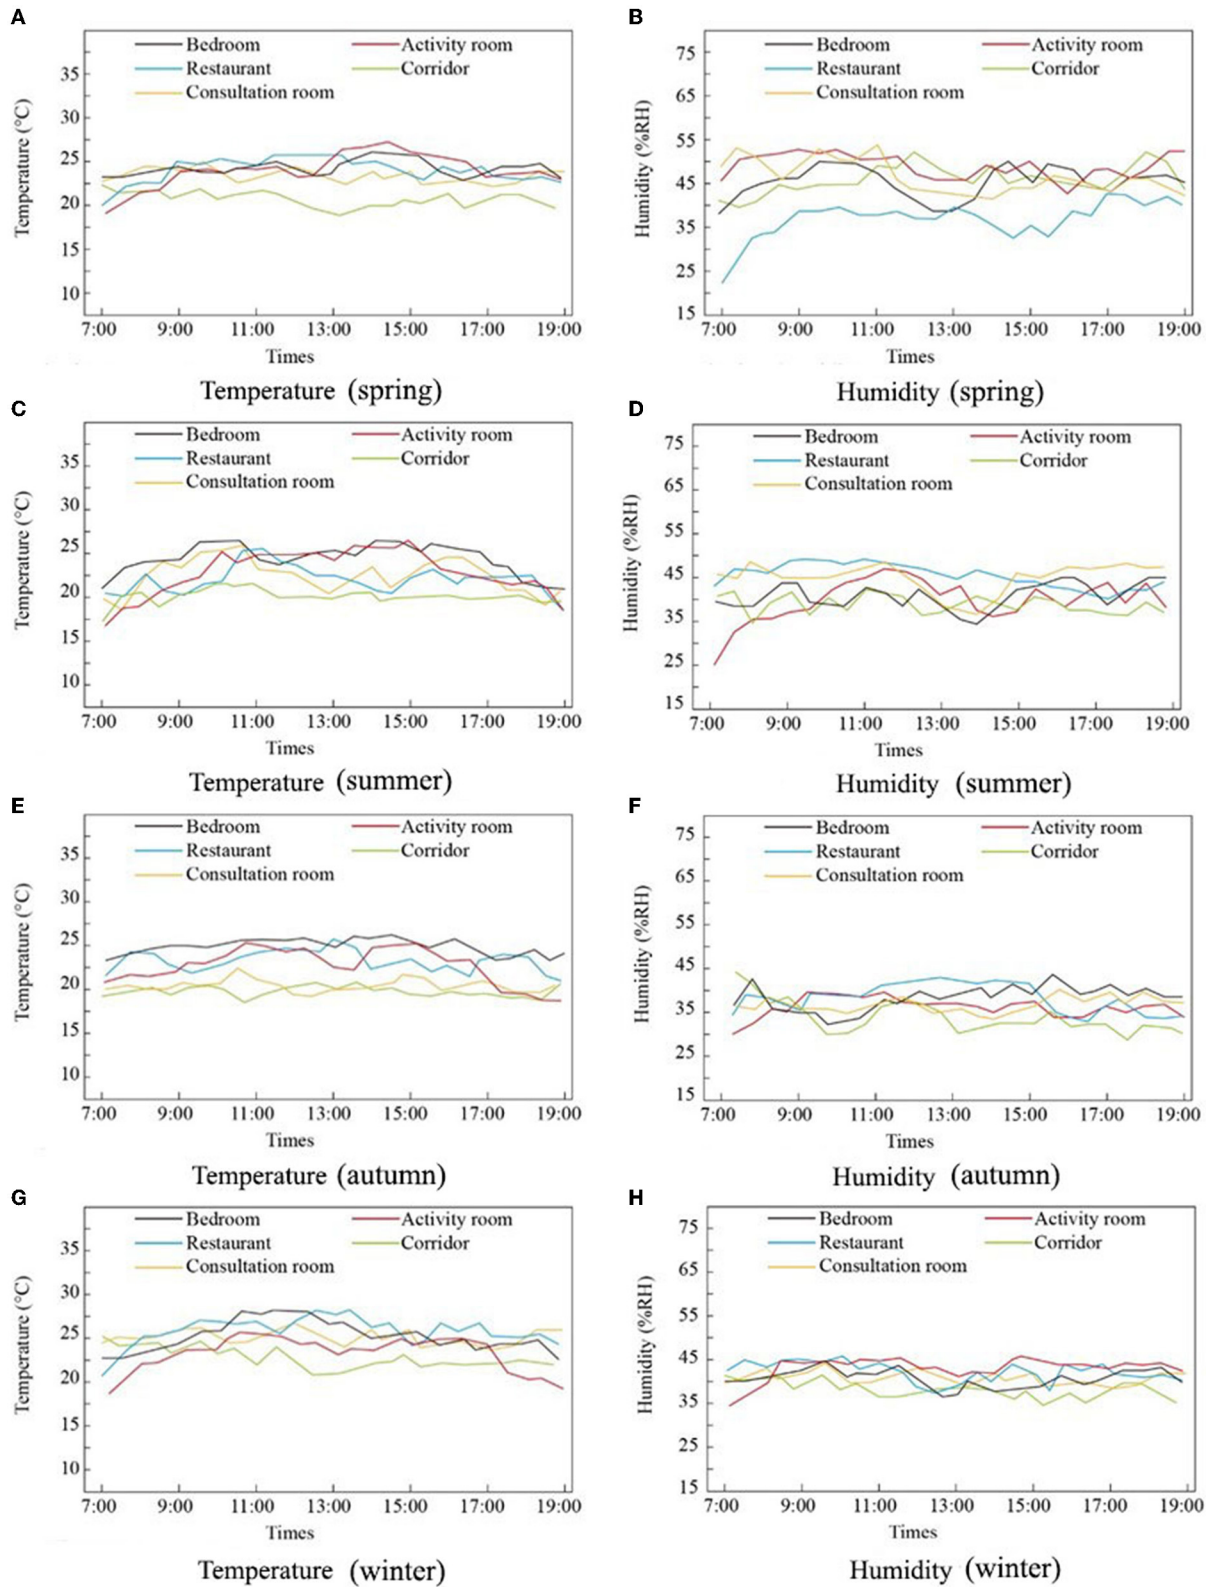 A
Temperature (°C)
35
30
25
20
15
10
Bedroom Activity room
Restaurant Corridor
Consultation room
7:00 9:00 11:00 13:00 15:00 17:00 19:00
Times
Temperature (spring)
B
Humidity (%RH)
75
65
55
45
35
25
15
Bedroom Activity room
Restaurant Corridor
Consultation room
7:00 9:00 11:00 13:00 15:00 17:00 19:00
Times
Humidity (spring)
C
Temperature (°C)
35
30
25
20
15
10
Bedroom Activity room
Restaurant Corridor
Consultation room
7:00 9:00 11:00 13:00 15:00 17:00 19:00
Times
Temperature (summer)
D
Humidity (%RH)
75
65
55
45
35
25
15
Bedroom Activity room
Restaurant Corridor
Consultation room
7:00 9:00 11:00 13:00 15:00 17:00 19:00
Times
Humidity (summer)
E
Temperature (°C)
35
30
25
20
15
10
Bedroom Activity room
Restaurant Corridor
Consultation room
7:00 9:00 11:00 13:00 15:00 17:00 19:00
Times
Temperature (autumn)
F
Humidity (%RH)
75
65
55
45
35
25
15
Bedroom Activity room
Restaurant Corridor
Consultation room
7:00 9:00 11:00 13:00 15:00 17:00 19:00
Times
Humidity (autumn)
G
Temperature (°C)
35
30
25
20
15
10
Bedroom Activity room
Restaurant Corridor
Consultation room
7:00 9:00 11:00 13:00 15:00 17:00 19:00
Times
Temperature (winter)
H
Humidity (%RH)
75
65
55
45
35
25
15
Bedroom Activity room
Restaurant Corridor
Consultation room
7:00 9:00 11:00 13:00 15:00 17:00 19:00
Times
Humidity (winter)